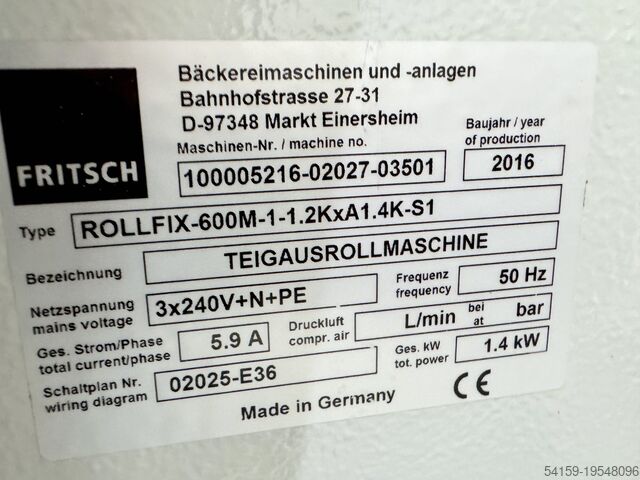 FRITSCH
Bäckereimaschinen und -anlagen
Bahnhofstrasse 27-31
D-97348 Markt Einersheim
Maschinen-Nr. / machine no.
100005216-02027-03501
Baujahr / year
of production
2016
Type ROLLFIX-600M-1-1.2KxA1.4K-S1
Bezeichnung TEIGAUSROLLMASCHINE
Netzspannung
mains voltage
3x240V+N+PE
Frequenz
frequency
50 Hz
Ges. Strom/Phase
total current/phase
5.9 A
Druckluft
compr. air
L/min bei
at bar
Schaltplan Nr.
wiring diagram
02025-E36
Ges. kW
tot. power
1.4 kW
Made in Germany
CE
54159-19548096